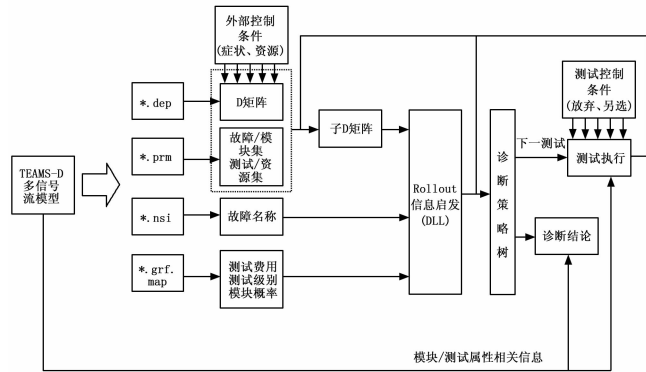 外部控制
条件
(症状、资源)
测试控制
条件
(放弃、另选)
*.dep
D矩阵
*.prm
故障/模
块集
测试/资
源集
子D矩阵
TEAMS-D
多信号
流模型
Rollout
信息启发
(DLL)
诊断策略树
下一测试
测试执行
*.nsi
故障名称
诊断结论
*.grf.
map
测试费用
测试级别
模块概率
模块/测试属性相关信息